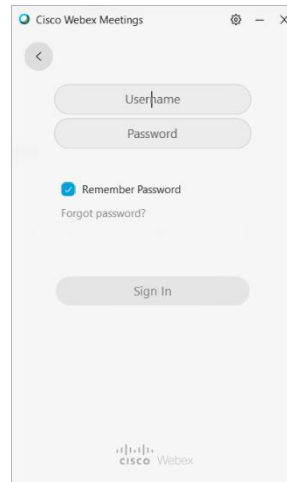 Cisco Webex Meetings
Username
Password
Remember Password
Forgot password?
Sign In
CISCO Webex